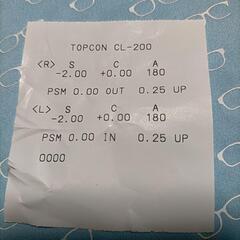 TOPCON CL-200
<R> S C A
-2.00 +0.00 180
PSM 0.00 OUT 0.25 UP
<L> S C A
-2.00 +0.00 180
PSM 0.00 IN 0.25 UP
0000